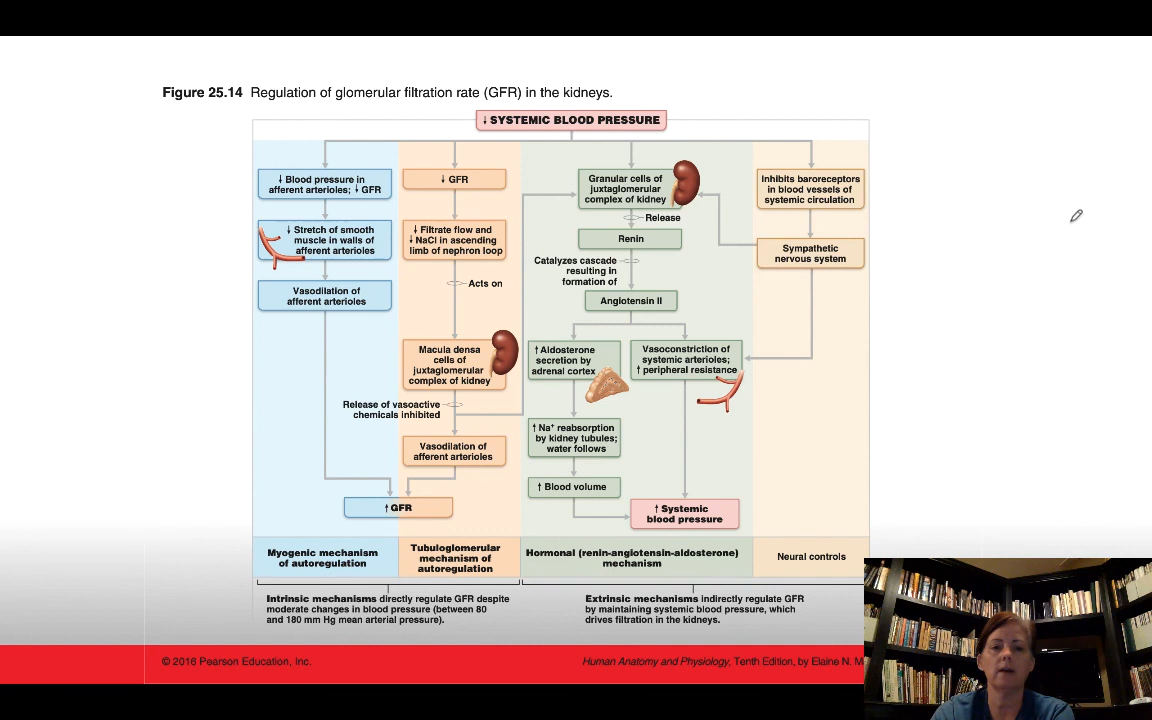 Figure 25.14 Regulation of glomerular filtration rate (GFR) in the kidneys.
↓ SYSTEMIC BLOOD PRESSURE
↓ Blood pressure in
afferent arterioles; ↓ GFR
↓ Stretch of smooth
muscle in walls of
afferent arterioles
Vasodilation of
afferent arterioles
↓ GFR
↓ Filtrate flow and
↓ NaCl in ascending
limb of nephron loop
Acts on
Macula densa
cells of
juxtaglomerular
complex of kidney
Release of vasoactive
chemicals inhibited
Vasodilation of
afferent arterioles
↑ GFR
Granular cells of
juxtaglomerular
complex of kidney
Release
Renin
Catalyzes cascade
resulting in
formation of
Angiotensin II
↑ Aldosterone
secretion by
adrenal cortex
↑ Na⁺ reabsorption
by kidney tubules;
water follows
↑ Blood volume
Vasoconstriction of
systemic arterioles;
↑ peripheral resistance
↑ Systemic
blood pressure
Inhibits baroreceptors
in blood vessels of
systemic circulation
Sympathetic
nervous system
Myogenic mechanism
of autoregulation
Tubuloglomerular
mechanism of
autoregulation
Hormonal (renin-angiotensin-aldosterone)
mechanism
Neural controls
Intrinsic mechanisms directly regulate GFR despite
moderate changes in blood pressure (between 80
and 180 mm Hg mean arterial pressure).
Extrinsic mechanisms indirectly regulate GFR
by maintaining systemic blood pressure, which
drives filtration in the kidneys.
© 2016 Pearson Education, Inc.
Human Anatomy and Physiology, Tenth Edition, by Elaine N.